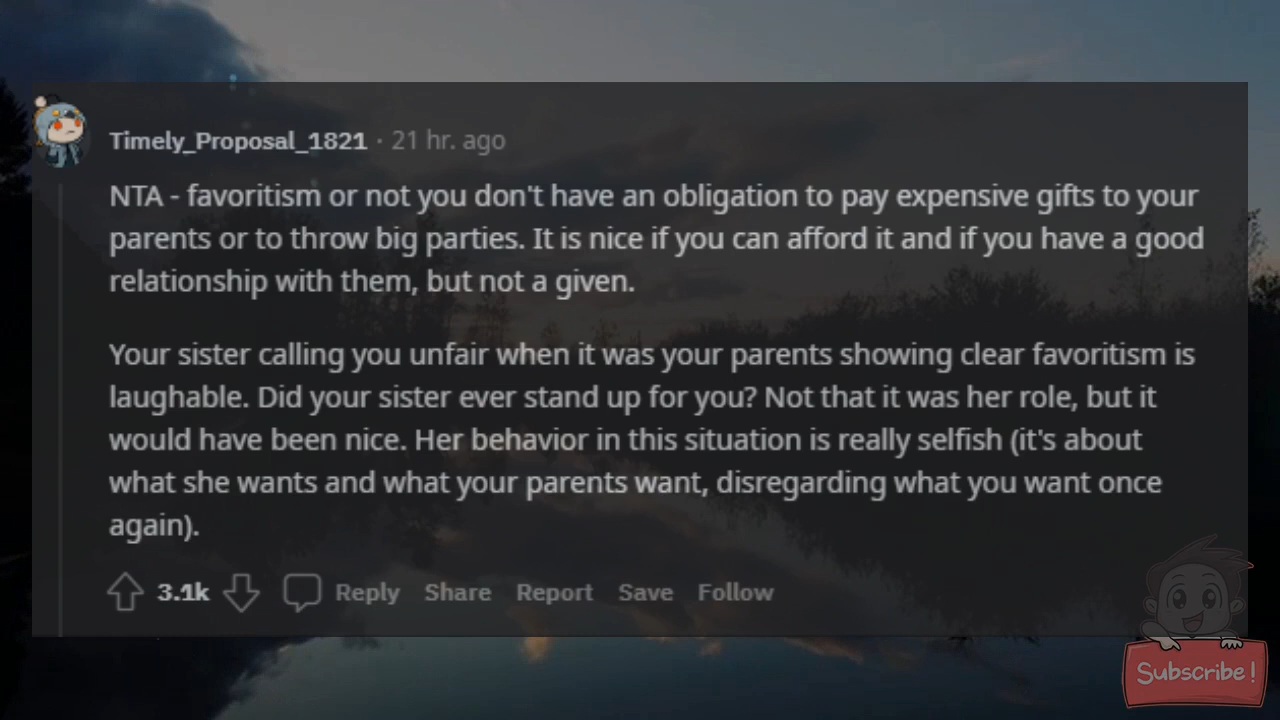 Timely_Proposal_1821 · 21 hr. ago
NTA - favoritism or not you don't have an obligation to pay expensive gifts to your
parents or to throw big parties. It is nice if you can afford it and if you have a good
relationship with them, but not a given.
Your sister calling you unfair when it was your parents showing clear favoritism is
laughable. Did your sister ever stand up for you? Not that it was her role, but it
would have been nice. Her behavior in this situation is really selfish (it's about
what she wants and what your parents want, disregarding what you want once
again).
3.1k Reply Share Report Save Follow
Subscribe!